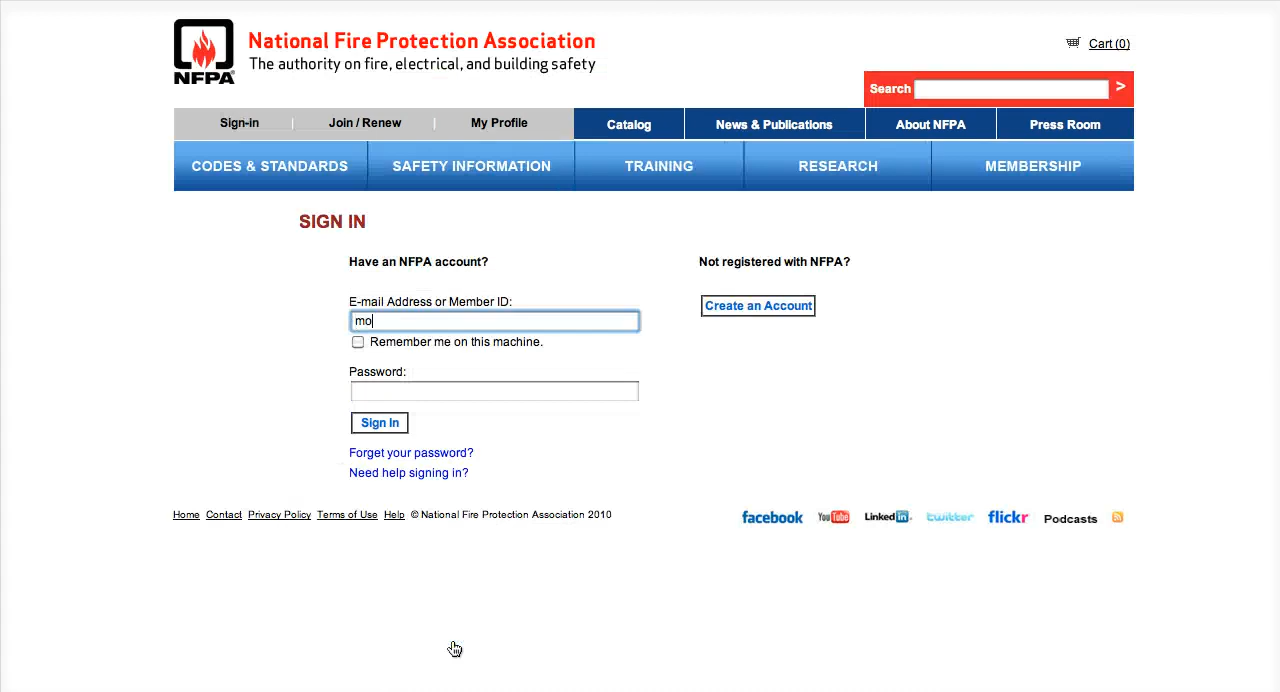 NFPA
National Fire Protection Association
The authority on fire, electrical, and building safety
Cart (0)
Search >
Sign-in | Join / Renew | My Profile Catalog News & Publications About NFPA Press Room
CODES & STANDARDS SAFETY INFORMATION TRAINING RESEARCH MEMBERSHIP
SIGN IN
Have an NFPA account? Not registered with NFPA?
E-mail Address or Member ID: Create an Account
mo
Remember me on this machine.
Password:
Sign In
Forget your password?
Need help signing in?
Home Contact Privacy Policy Terms of Use Help © National Fire Protection Association 2010 facebook YouTube Linked in twitter flickr Podcasts